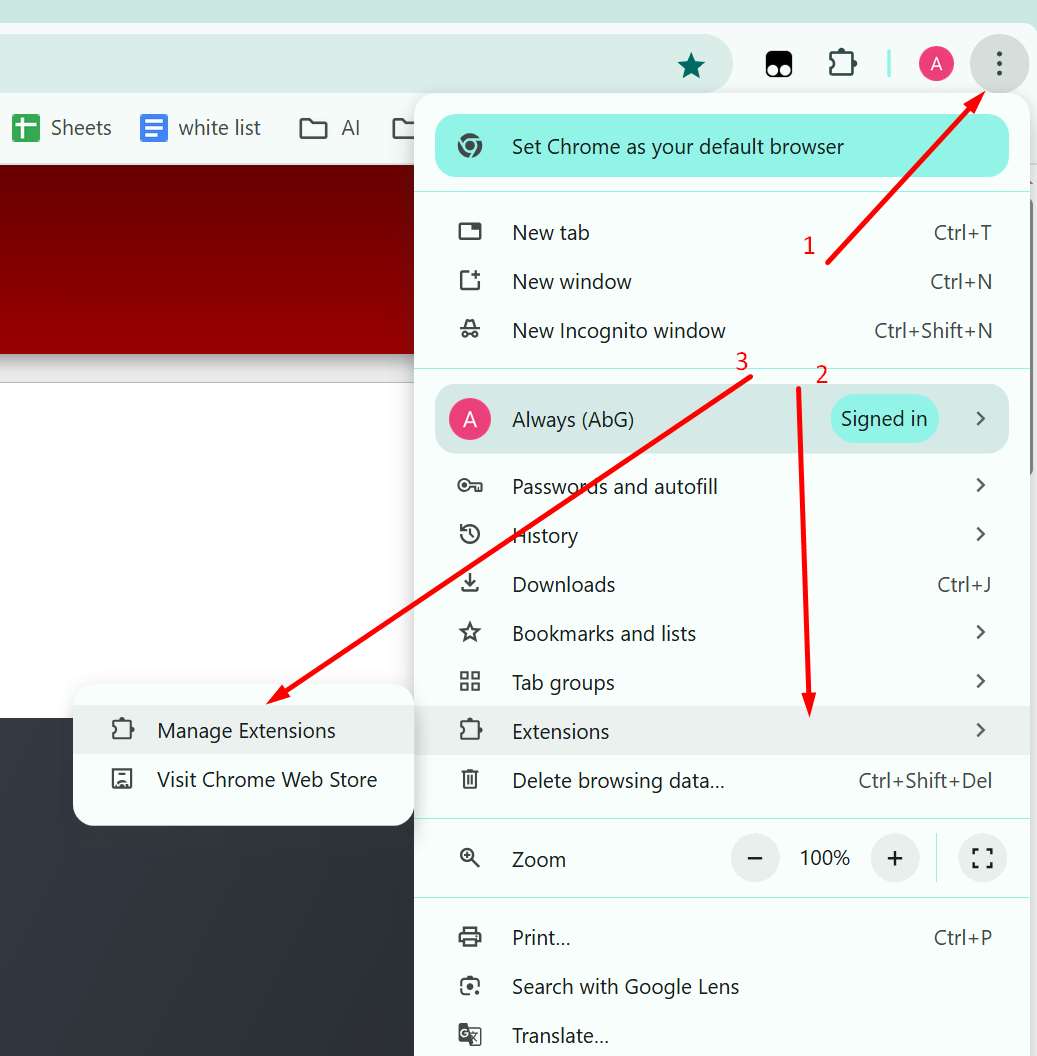 A
Sheets
white list
AI
Set Chrome as your default browser
1
New tab Ctrl+T
New window Ctrl+N
New Incognito window Ctrl+Shift+N
3
2
A Always (AbG) Signed in
Passwords and autofill
History
Downloads Ctrl+J
Bookmarks and lists
Tab groups
Extensions
Manage Extensions
Visit Chrome Web Store
Delete browsing data...
Ctrl+Shift+Del
Zoom − 100% +
Print... Ctrl+P
Search with Google Lens
Translate...